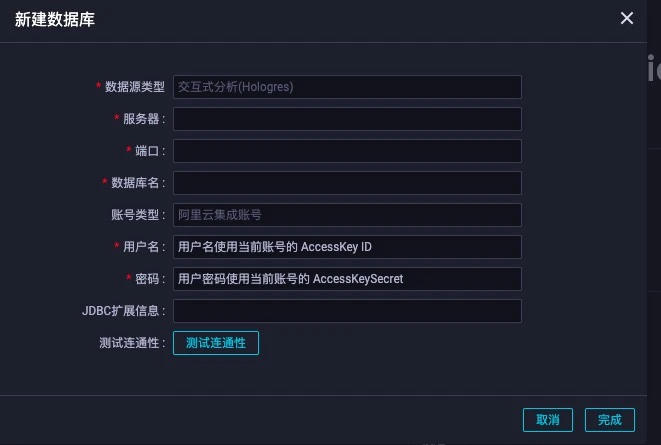 新建数据库
* 数据源类型 交互式分析(Hologres)
* 服务器：
* 端口：
* 数据库名：
账号类型： 阿里云集成账号
* 用户名： 用户名使用当前账号的 AccessKey ID
* 密码： 用户密码使用当前账号的 AccessKeySecret
JDBC扩展信息：
测试连通性： 测试连通性
取消 完成